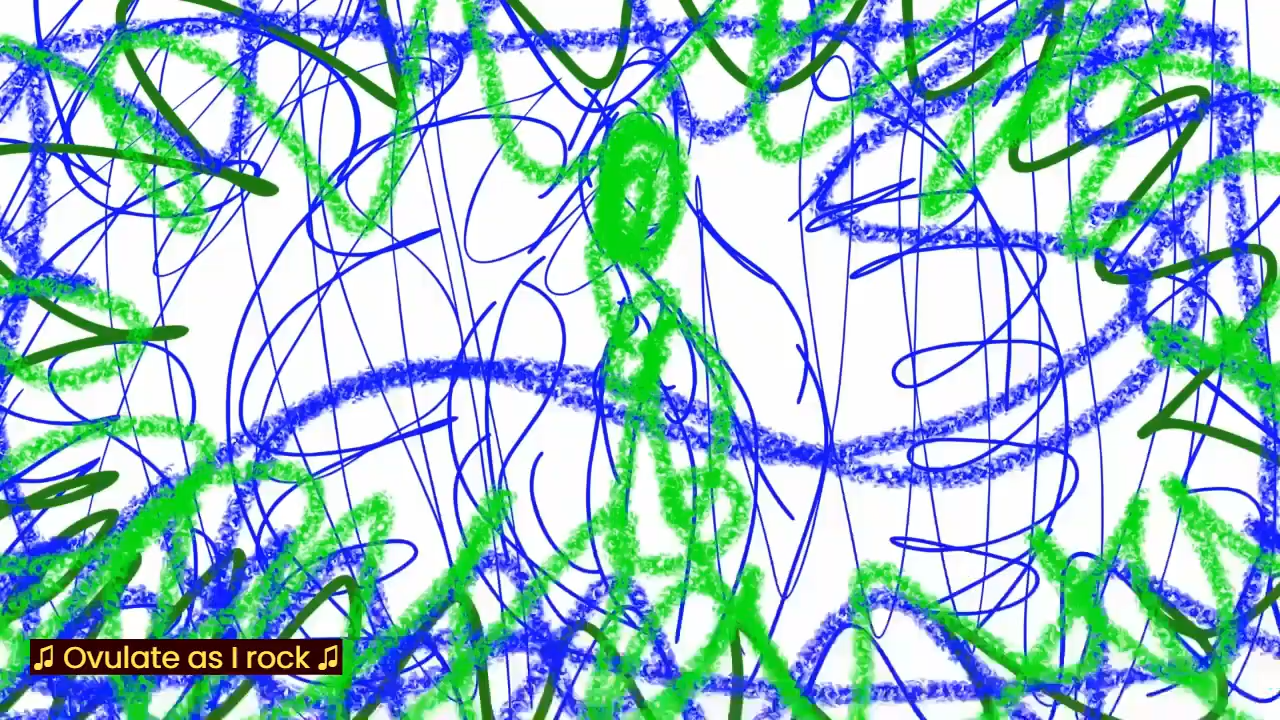 ♫ Ovulate as I rock ♫